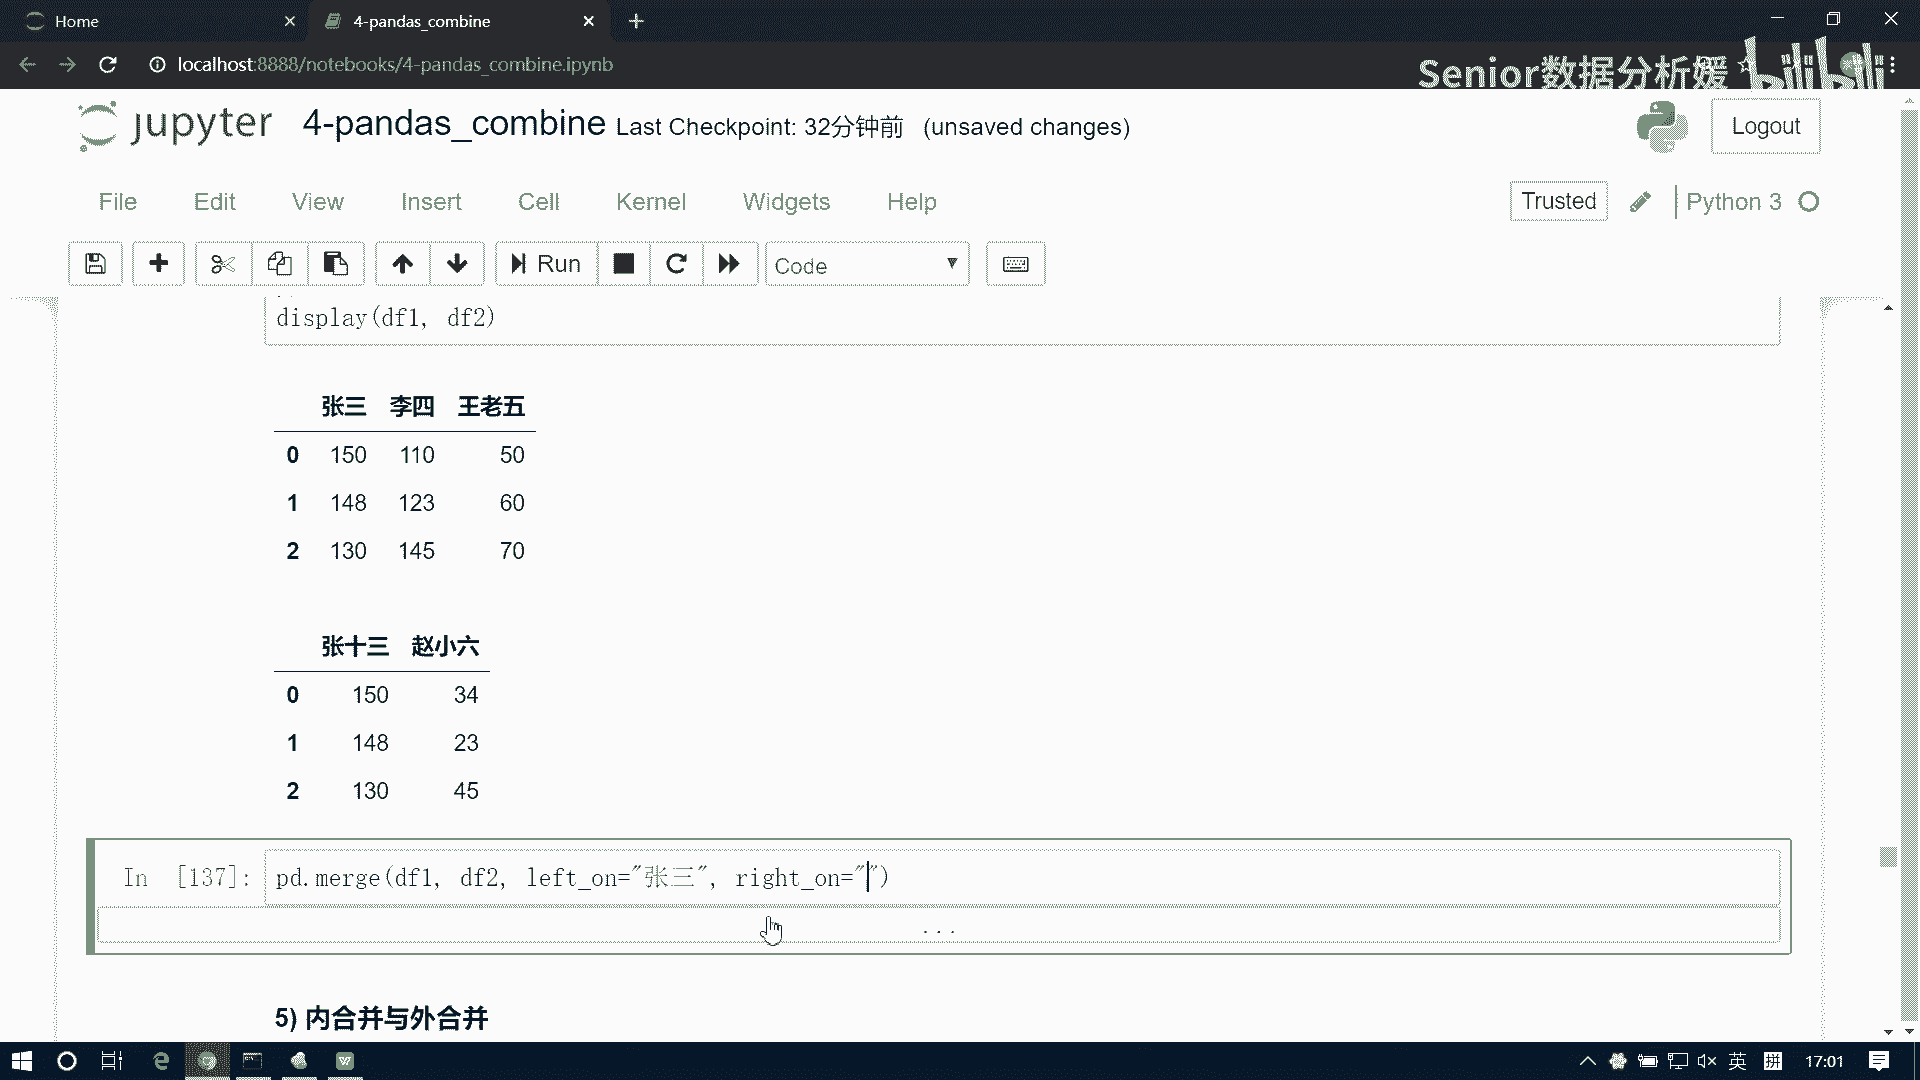 Home
4-pandas_combine
localhost:8888/notebooks/4-pandas_combine.ipynb
Senior数据分析媛
bilibili
jupyter 4-pandas_combine Last Checkpoint: 32分钟前 (unsaved changes)
Logout
File Edit View Insert Cell Kernel Widgets Help
Trusted
Python 3
Run
Code
display(df1, df2)
张三 李四 王老五
0 150 110 50
1 148 123 60
2 130 145 70
张十三 赵小六
0 150 34
1 148 23
2 130 45
In [137]: pd.merge(df1, df2, left_on="张三", right_on="")
...
5) 内合并与外合并
英 拼 17:01